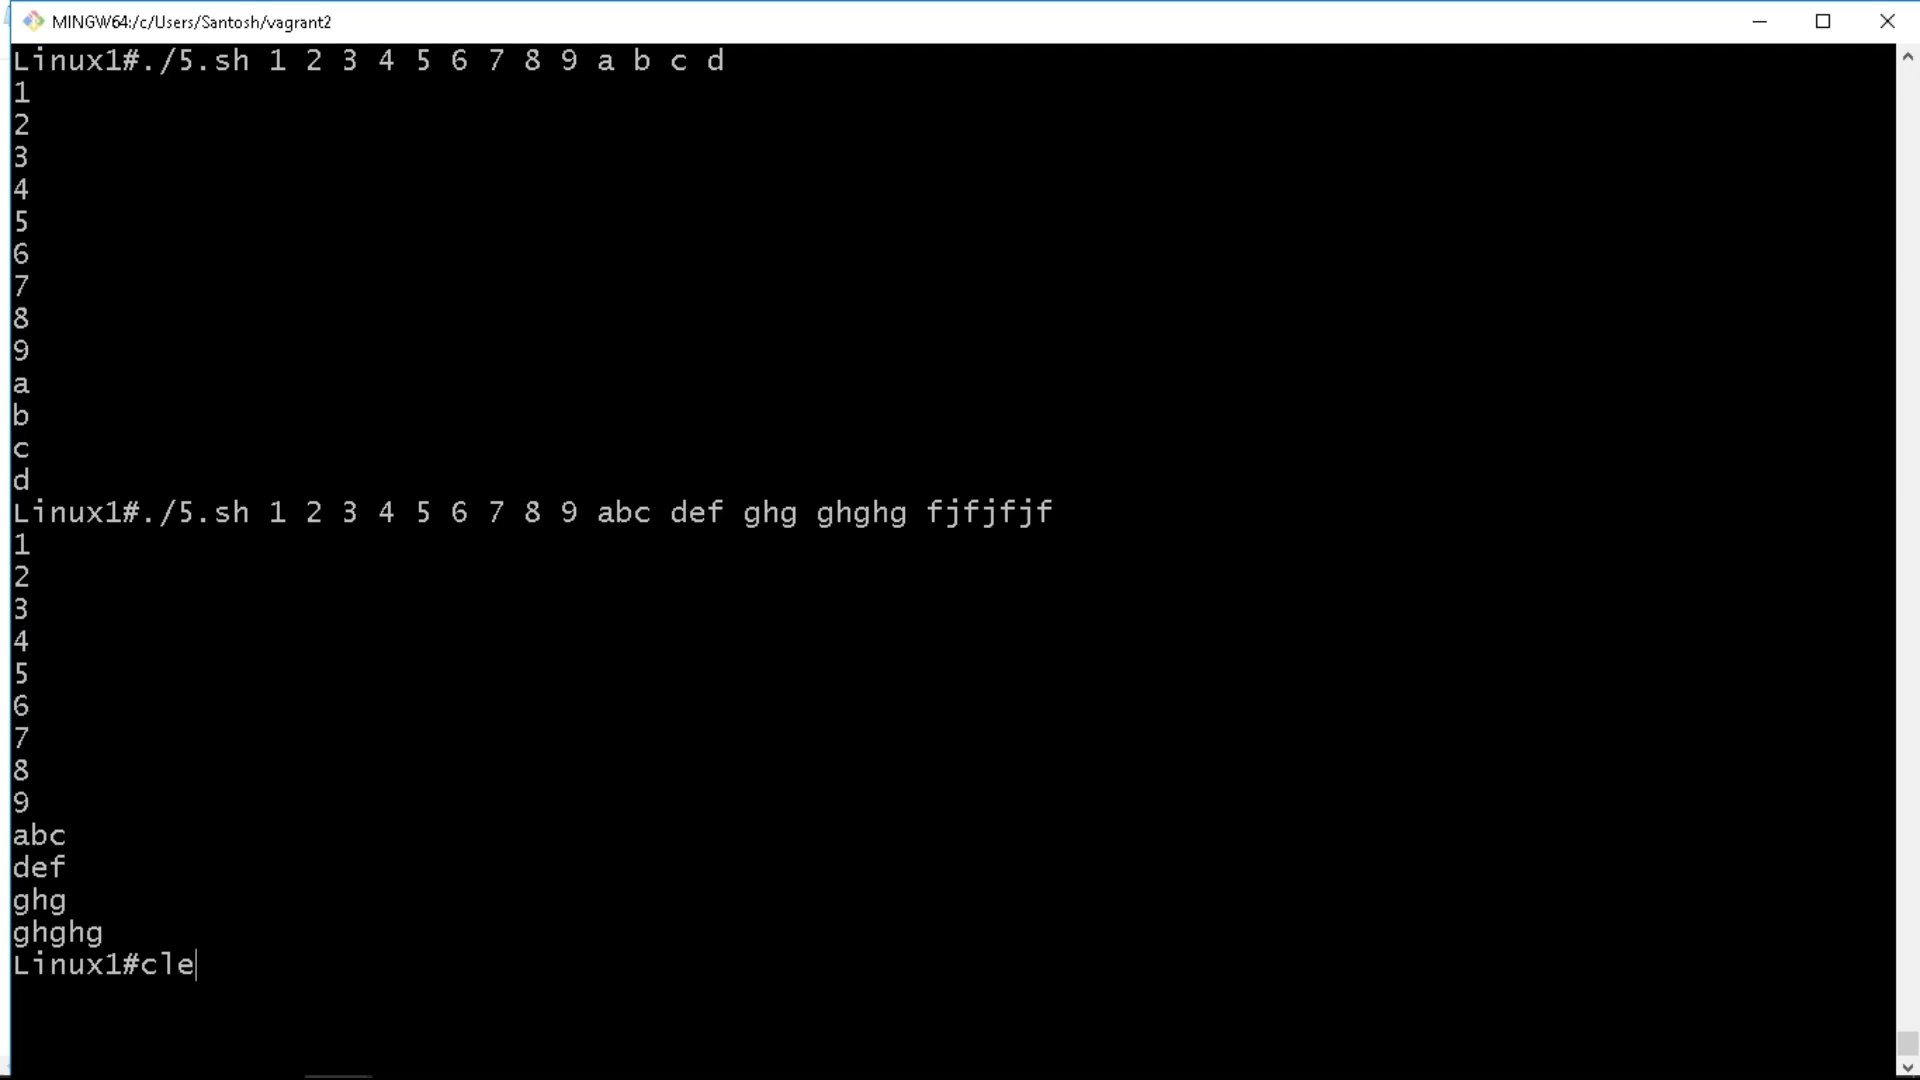 MINGW64:/c/Users/Santosh/vagrant2
Linux1#./5.sh 1 2 3 4 5 6 7 8 9 a b c d
1
2
3
4
5
6
7
8
9
a
b
c
d
Linux1#./5.sh 1 2 3 4 5 6 7 8 9 abc def ghg ghghg fjfjfjf
1
2
3
4
5
6
7
8
9
abc
def
ghg
ghghg
Linux1#cle